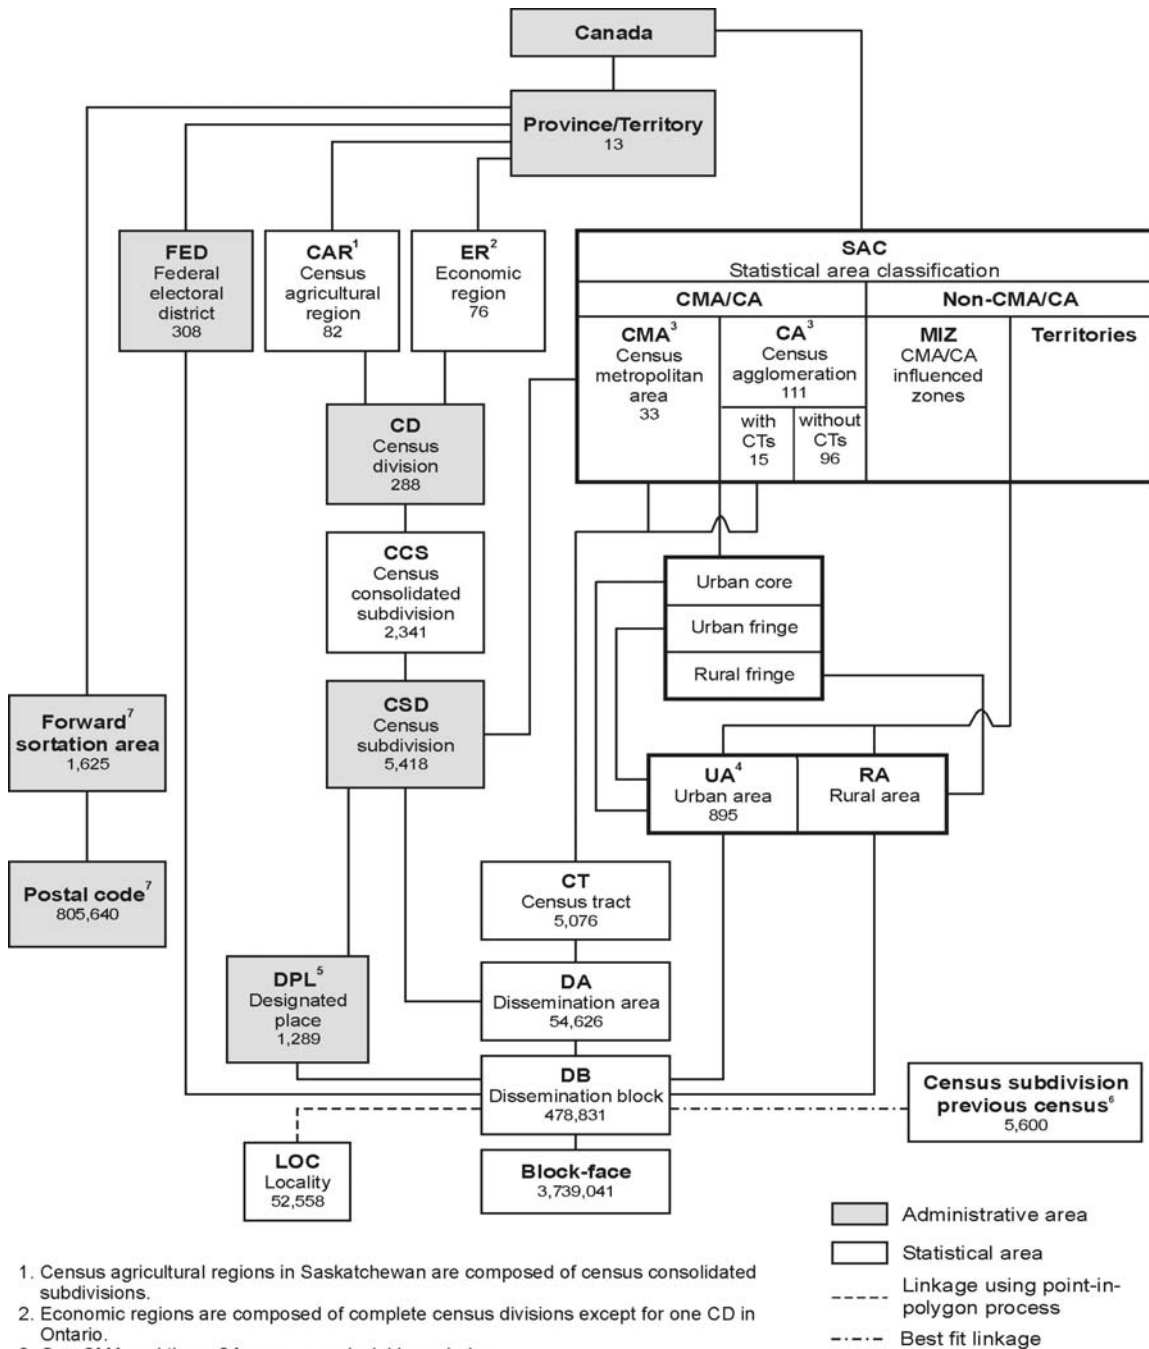 Canada
Province/Territory
13
FED
Federal
electoral
district
308
CAR1
Census
agricultural
region
82
ER2
Economic
region
76
SAC
Statistical area classification
CMA/CA
Non-CMA/CA
CMA3
Census
metropolitan
area
33
CA3
Census
agglomeration
111
with
CTs
15
without
CTs
96
MIZ
CMA/CA
influenced
zones
Territories
CD
Census
division
288
CCS
Census
consolidated
subdivision
2,341
Urban core
Urban fringe
Rural fringe
CSD
Census
subdivision
5,418
Forward7
sortation area
1,625
UA4
Urban area
895
RA
Rural area
Postal code7
805,640
CT
Census tract
5,076
DPL5
Designated
place
1,289
DA
Dissemination area
54,626
DB
Dissemination block
478,831
Census subdivision
previous census6
5,600
LOC
Locality
52,558
Block-face
3,739,041
Administrative area
Statistical area
Linkage using point-in-
polygon process
Best fit linkage
1. Census agricultural regions in Saskatchewan are composed of census consolidated
subdivisions.
2. Economic regions are composed of complete census divisions except for one CD in
Ontario.